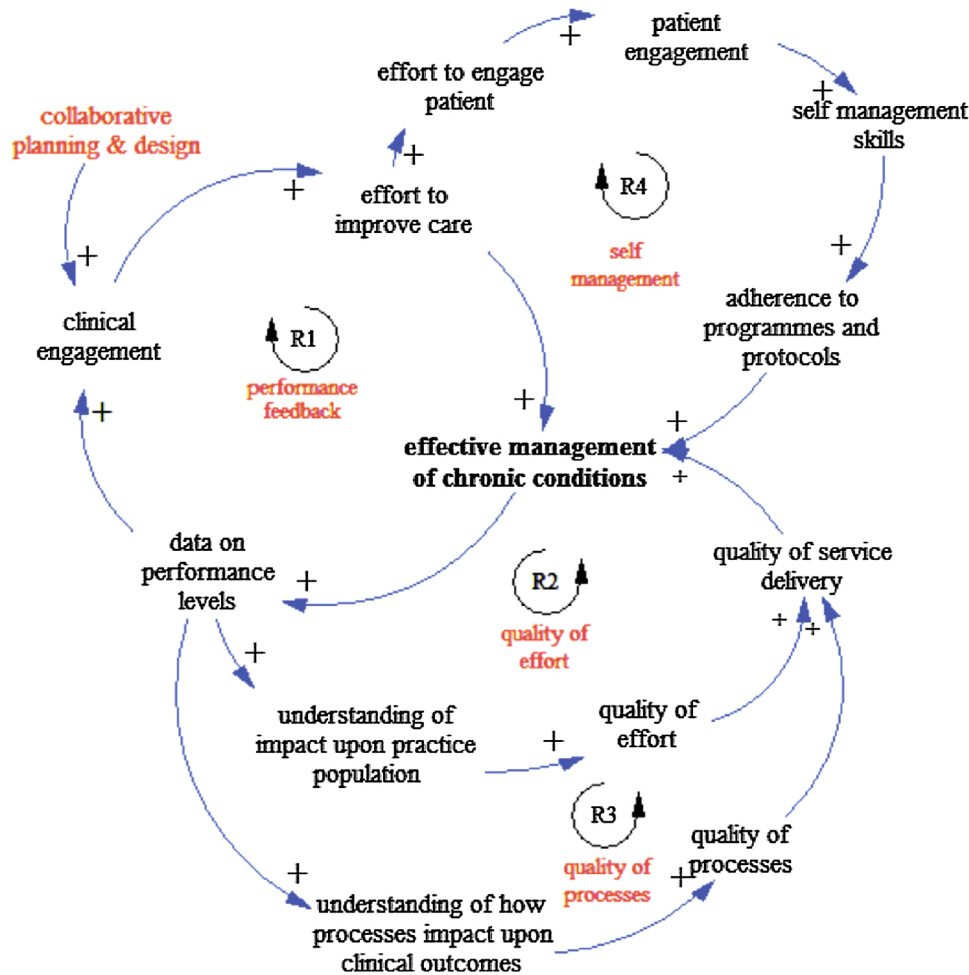 patient
engagement
+
effort to engage
patient
+
self management
skills
collaborative
planning & design
+
+
effort to
improve care
R4
self
management
+
+
clinical
engagement
adherence to
programmes and
protocols
R1
performance
feedback
+
+
+
effective management
of chronic conditions
+
data on
performance
levels
+
quality of service
delivery
R2
quality of
effort
+
+
+
understanding of
impact upon practice
population
+
quality of
effort
R3
quality of
processes
quality of
processes
+
+
understanding of how
processes impact upon
clinical outcomes